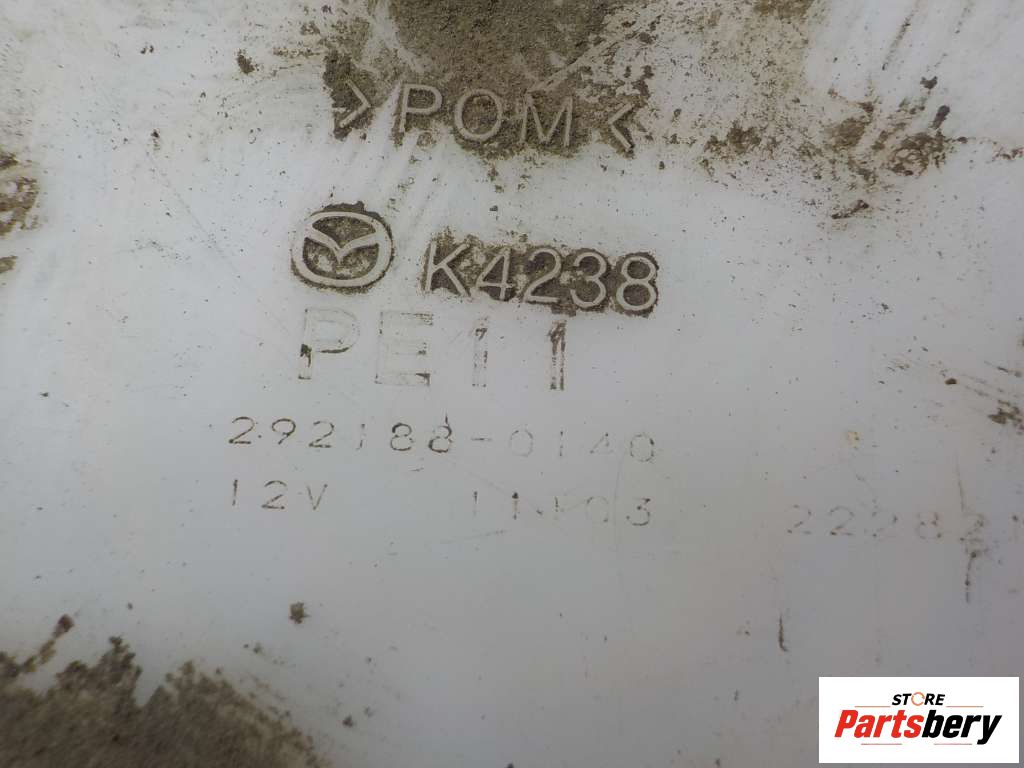 >POM<
K4238
PE11
292188-0140
12V
STORE
Partsbery